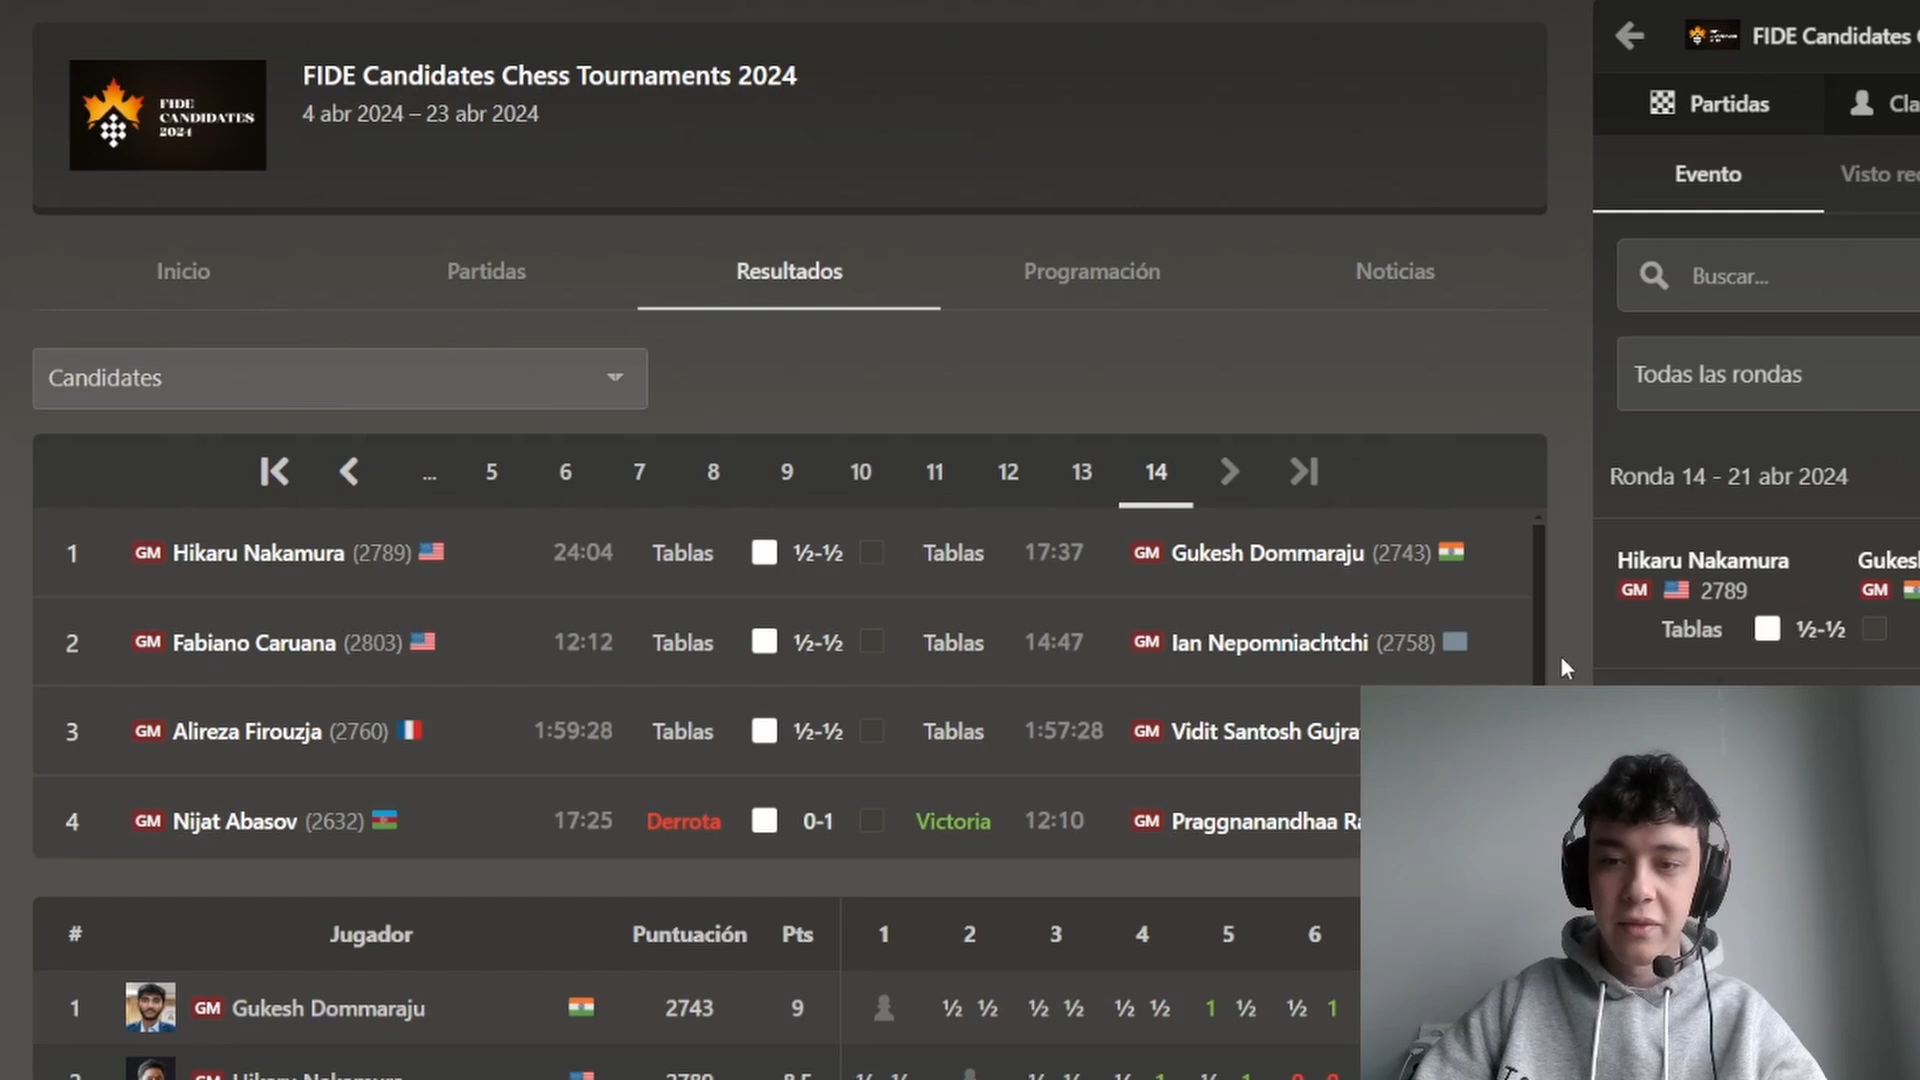 FIDE Candidates Chess Tournaments 2024
4 abr 2024 – 23 abr 2024
FIDE
CANDIDATES
2024
Inicio Partidas Resultados Programación Noticias
Candidates
... 5 6 7 8 9 10 11 12 13 14
1 GM Hikaru Nakamura (2789) 24:04 Tablas ½-½ Tablas 17:37 GM Gukesh Dommaraju (2743)
2 GM Fabiano Caruana (2803) 12:12 Tablas ½-½ Tablas 14:47 GM Ian Nepomniachtchi (2758)
3 GM Alireza Firouzja (2760) 1:59:28 Tablas ½-½ Tablas 1:57:28 GM Vidit Santosh Gujra
4 GM Nijat Abasov (2632) 17:25 Derrota 0-1 Victoria 12:10 GM Praggnanandhaa Ra
# Jugador Puntuación Pts 1 2 3 4 5 6
1 GM Gukesh Dommaraju 2743 9 ½ ½ ½ ½ ½ ½ 1 ½ ½ 1
FIDE Candidates
Partidas Cla
Evento Visto rec
Buscar...
Todas las rondas
Ronda 14 - 21 abr 2024
Hikaru Nakamura Gukesh
GM 2789 GM
Tablas ½-½